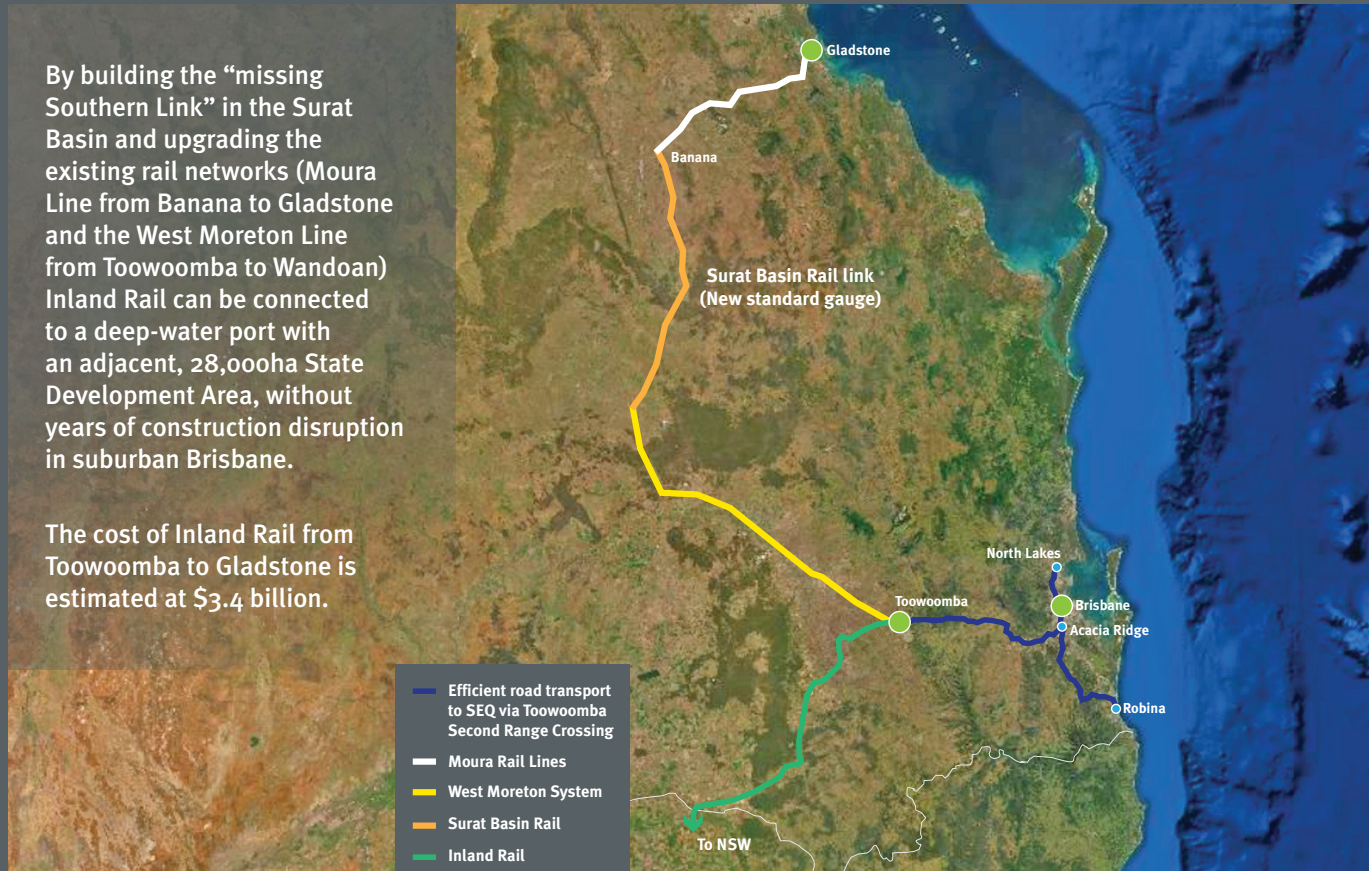 By building the “missing
Southern Link” in the Surat
Basin and upgrading the
existing rail networks (Moura
Line from Banana to Gladstone
and the West Moreton Line
from Toowoomba to Wandoan)
Inland Rail can be connected
to a deep-water port with
an adjacent, 28,000ha State
Development Area, without
years of construction disruption
in suburban Brisbane.
The cost of Inland Rail from
Toowoomba to Gladstone is
estimated at $3.4 billion.
Gladstone
Banana
Surat Basin Rail link
(New standard gauge)
North Lakes
Toowoomba
Brisbane
Acacia Ridge
Robina
To NSW
Efficient road transport
to SEQ via Toowoomba
Second Range Crossing
Moura Rail Lines
West Moreton System
Surat Basin Rail
Inland Rail